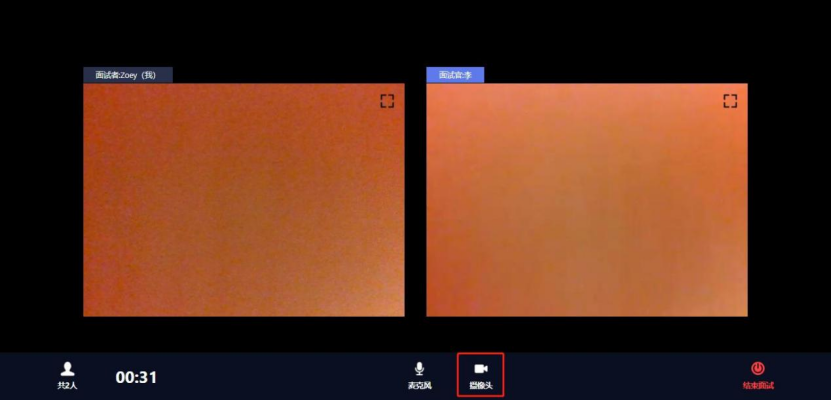 面试者:Zoey（我）
面试官:李
共2人
00:31
麦克风
摄像头
结束面试